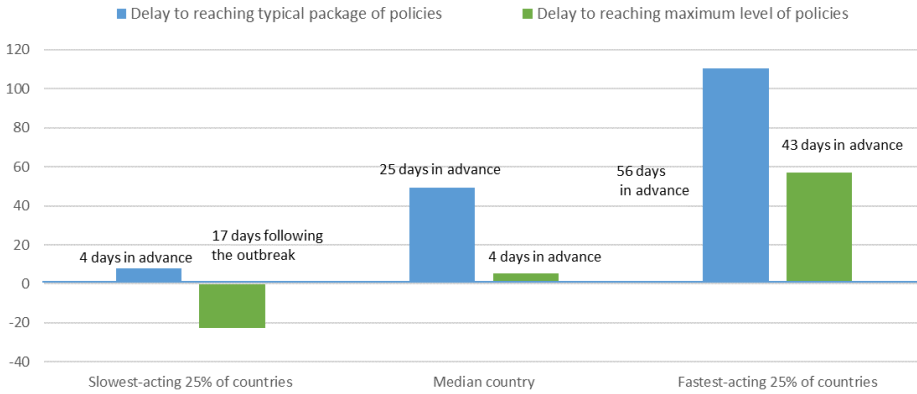 Delay to reaching typical package of policies
Delay to reaching maximum level of policies
120
100
80
60
40
20
0
-20
-40
4 days in advance
17 days following
the outbreak
25 days in advance
4 days in advance
56 days
in advance
43 days in advance
Slowest-acting 25% of countries
Median country
Fastest-acting 25% of countries